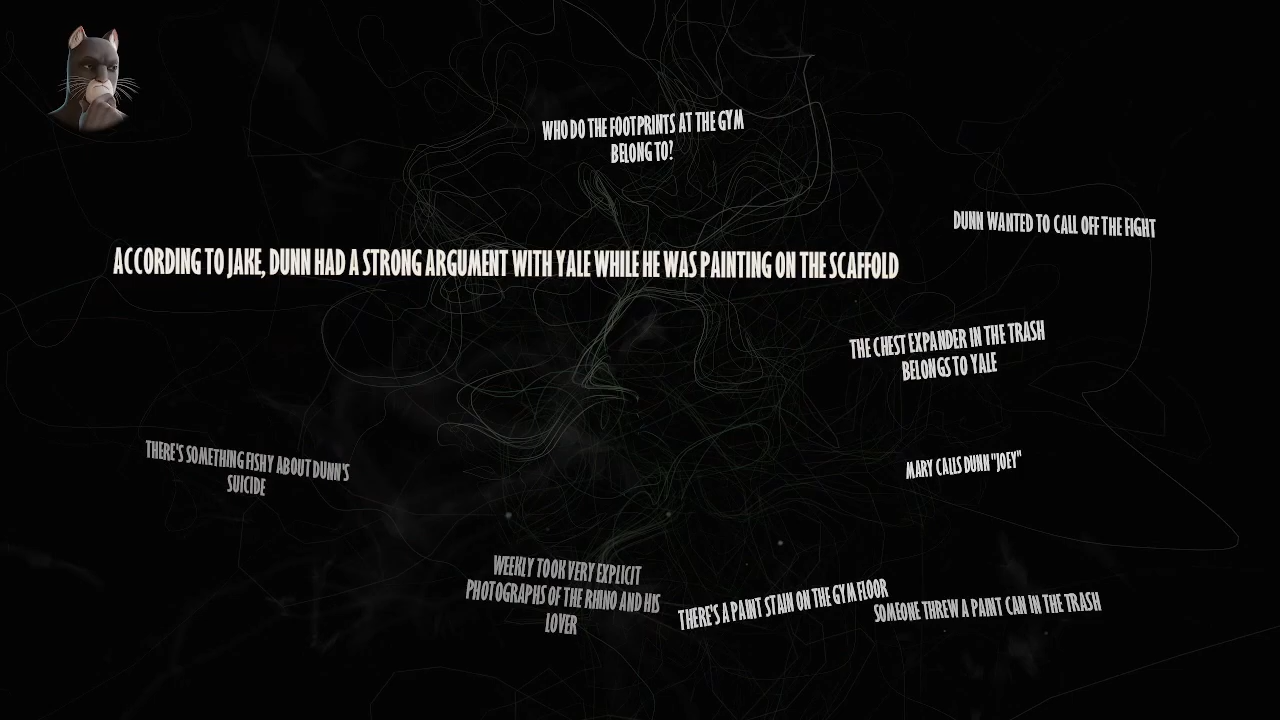 WHO DO THE FOOTPRINTS AT THE GYM
BELONG TO?
DUNN WANTED TO CALL OFF THE FIGHT
ACCORDING TO JAKE, DUNN HAD A STRONG ARGUMENT WITH YALE WHILE HE WAS PAINTING ON THE SCAFFOLD
THE CHEST EXPANDER IN THE TRASH
BELONGS TO YALE
THERE'S SOMETHING FISHY ABOUT DUNN'S
SUICIDE
MARY CALLS DUNN "JOEY"
WEEKLY TOOK VERY EXPLICIT
PHOTOGRAPHS OF THE RHINO AND HIS
LOVER
THERE'S A PAINT STAIN ON THE GYM FLOOR
SOMEONE THREW A PAINT CAN IN THE TRASH